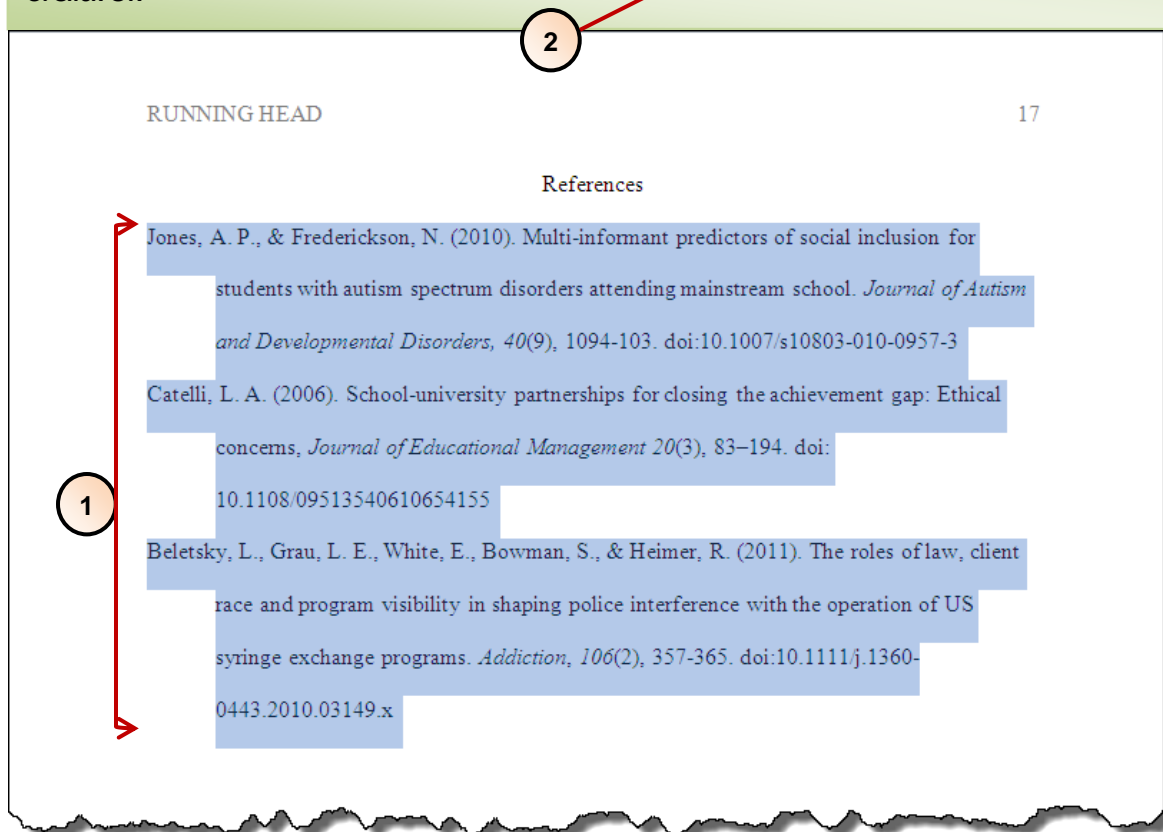 2
RUNNING HEAD 17
References
Jones, A. P., & Frederickson, N. (2010). Multi-informant predictors of social inclusion for
students with autism spectrum disorders attending mainstream school. Journal of Autism
and Developmental Disorders, 40(9), 1094-103. doi:10.1007/s10803-010-0957-3
Catelli, L. A. (2006). School-university partnerships for closing the achievement gap: Ethical
concerns, Journal of Educational Management 20(3), 83–194. doi:
10.1108/09513540610654155
1
Beletsky, L., Grau, L. E., White, E., Bowman, S., & Heimer, R. (2011). The roles of law, client
race and program visibility in shaping police interference with the operation of US
syringe exchange programs. Addiction, 106(2), 357-365. doi:10.1111/j.1360-
0443.2010.03149.x